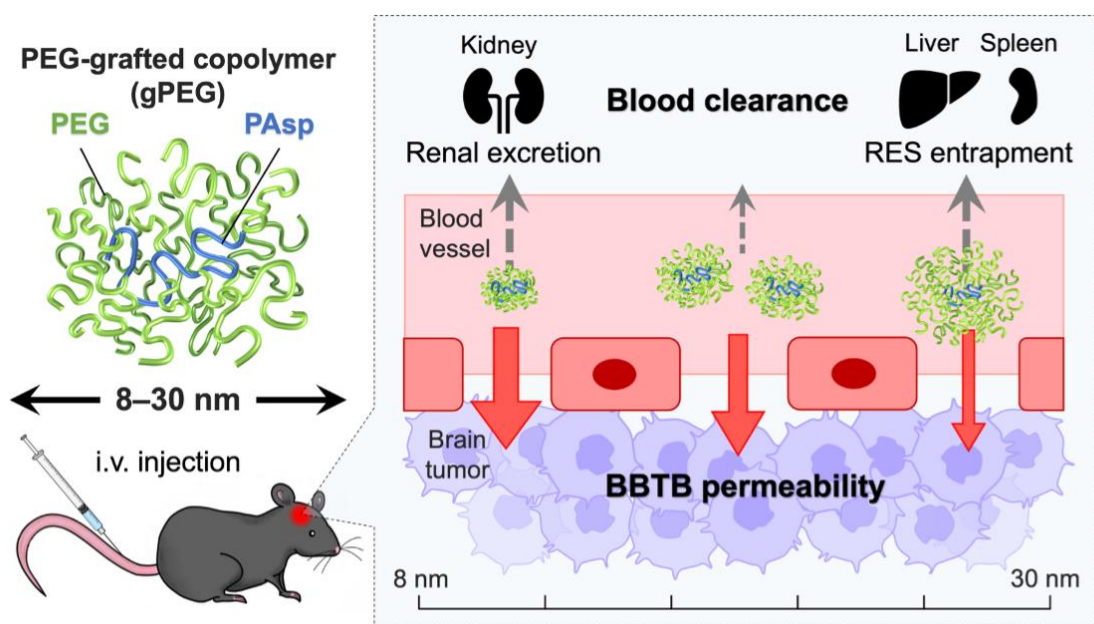 PEG-grafted copolymer
(gPEG)
PEG
PAsp
8–30 nm
i.v. injection
Kidney
Liver
Spleen
Blood clearance
Renal excretion
RES entrapment
Blood
vessel
Brain
tumor
BBTB permeability
8 nm
30 nm